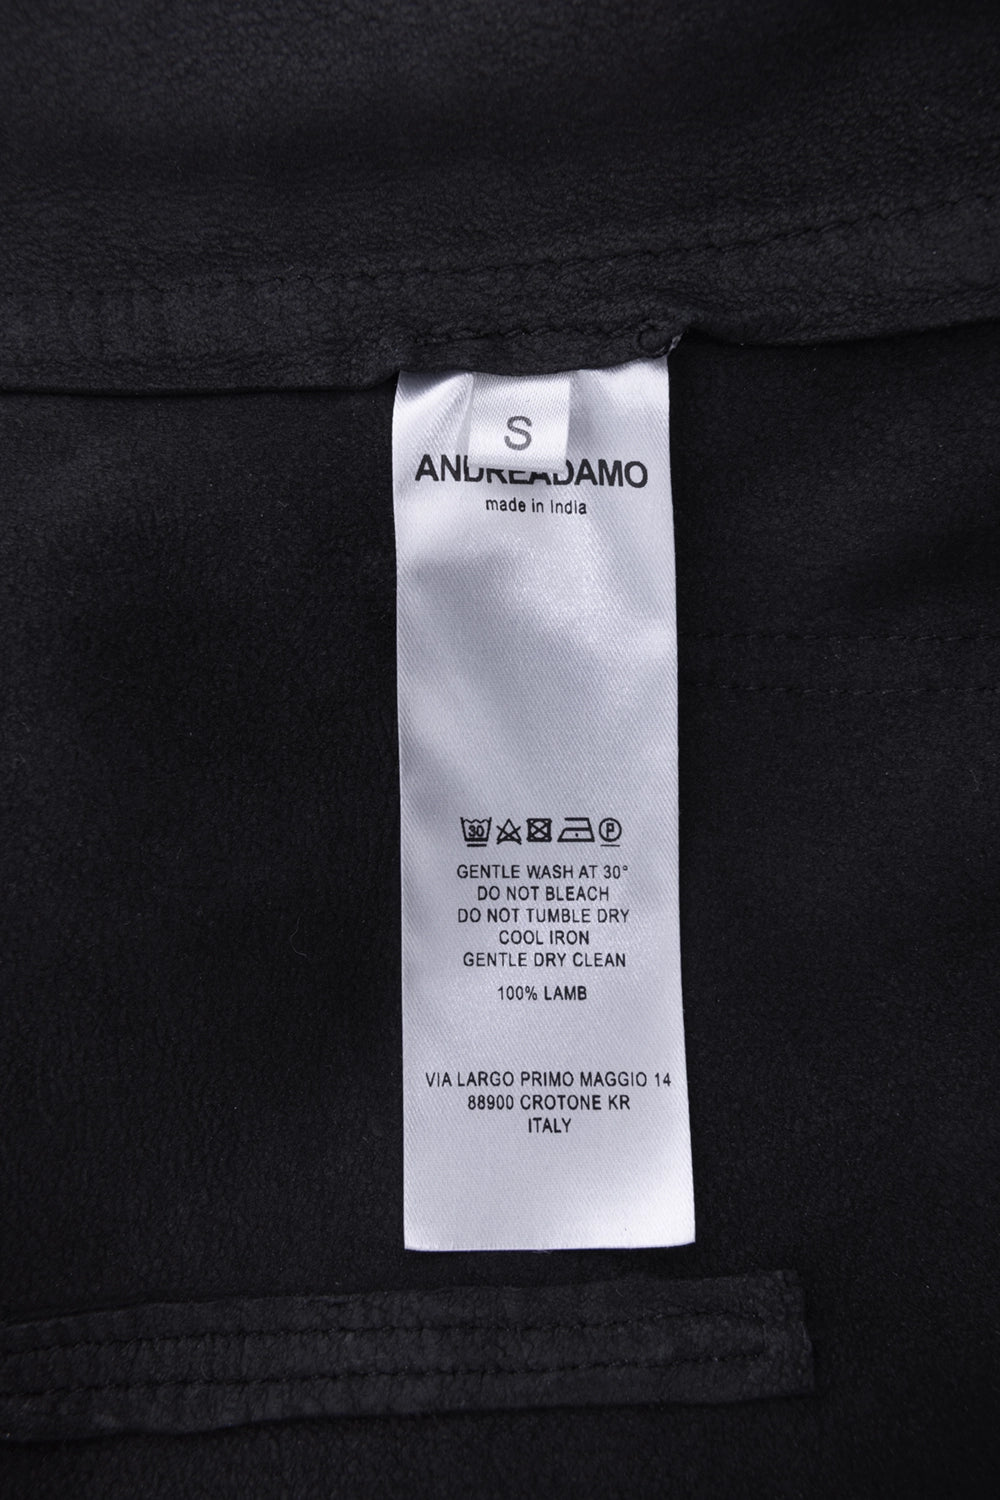 S
ANDREADAMO
made in India
30 P
GENTLE WASH AT 30°
DO NOT BLEACH
DO NOT TUMBLE DRY
COOL IRON
GENTLE DRY CLEAN
100% LAMB
VIA LARGO PRIMO MAGGIO 14
88900 CROTONE KR
ITALY